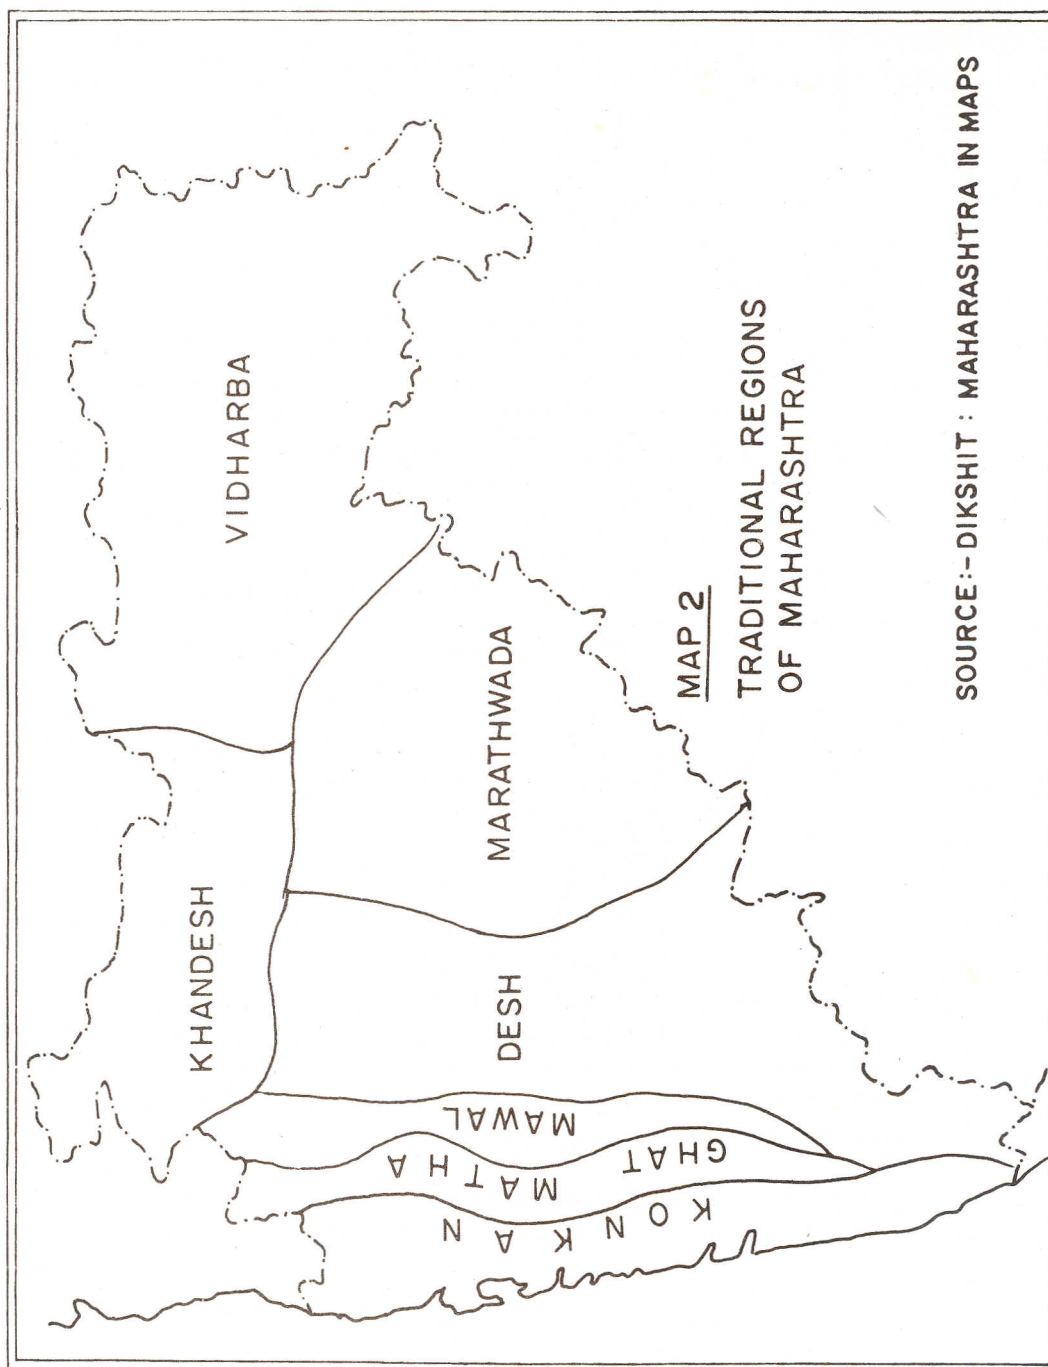 VIDHARBA
KHANDESH
MARATHWADA
DESH
MAWAL
GHAT MATHA
KONKAN
MAP 2
TRADITIONAL REGIONS
OF MAHARASHTRA
SOURCE:-DIKSHIT : MAHARASHTRA IN MAPS